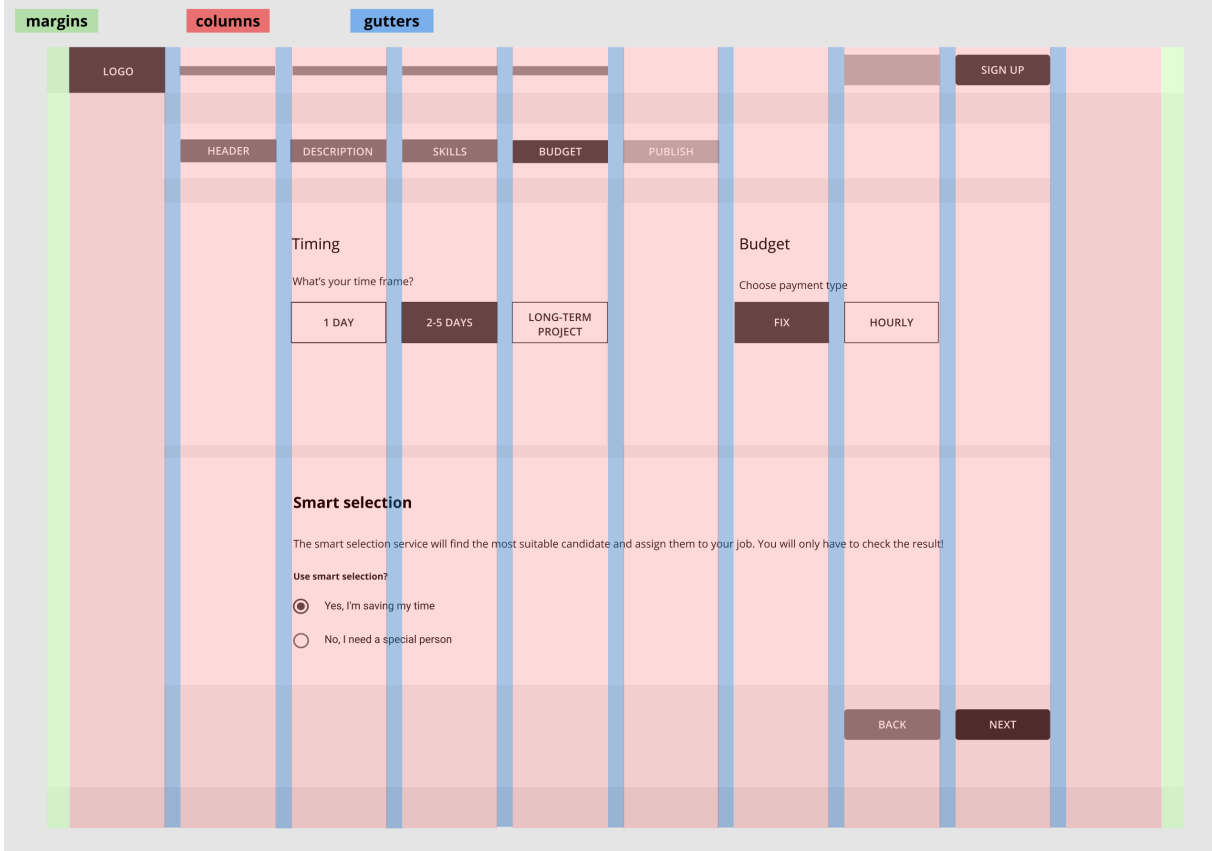 margins
columns
gutters
LOGO
SIGN UP
HEADER
DESCRIPTION
SKILLS
BUDGET
PUBLISH
Timing
What's your time frame?
1 DAY
2-5 DAYS
LONG-TERM
PROJECT
Budget
Choose payment type
FIX
HOURLY
Smart selection
The smart selection service will find the most suitable candidate and assign them to your job. You will only have to check the result!
Use smart selection?
Yes, I'm saving my time
No, I need a special person
BACK
NEXT